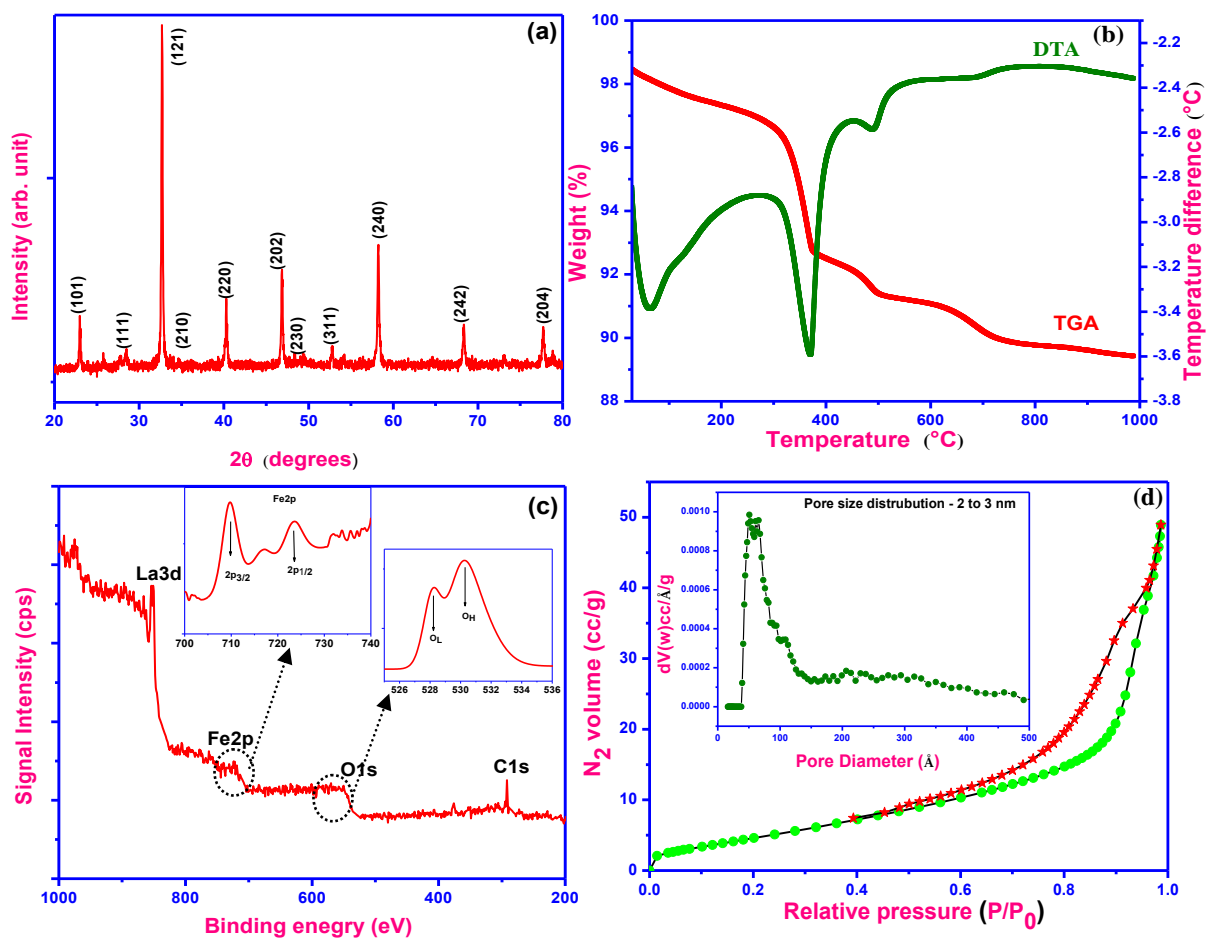 (a)
(101)
(111)
(121)
(210)
(220)
(202)
(230)
(311)
(240)
(242)
(204)
Intensity (arb. unit)
20 30 40 50 60 70 80
2θ (degrees)
(b)
DTA
TGA
100
98
96
94
92
90
88
Weight (%)
-2.2
-2.4
-2.6
-2.8
-3.0
-3.2
-3.4
-3.6
-3.8
Temperature difference (°C)
200 400 600 800 1000
Temperature (°C)
(c)
La3d
Fe2p
O1s
C1s
Signal Intensity (cps)
1000 800 600 400 200
Binding enegry (eV)
Fe2p
2p3/2
2p1/2
700 710 720 730 740
OL
OH
526 528 530 532 534 536
(d)
50
40
30
20
10
0
N2 volume (cc/g)
0.0 0.2 0.4 0.6 0.8 1.0
Relative pressure (P/P0)
Pore size distrubution - 2 to 3 nm
0.0010
0.0008
0.0006
0.0004
0.0002
0.0000
dV(w)cc/Å/g
0 100 200 300 400 500
Pore Diameter (Å)